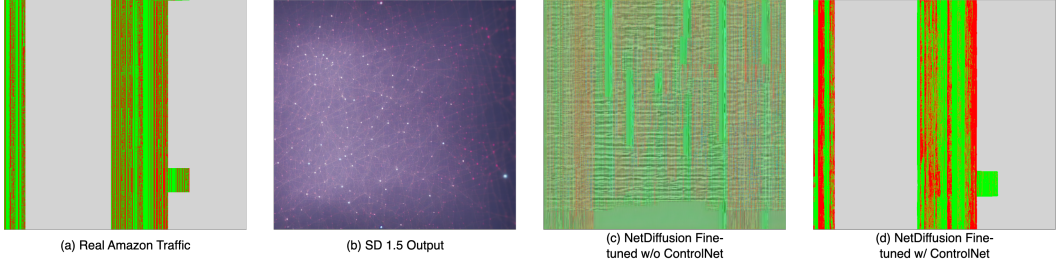 (a) Real Amazon Traffic
(b) SD 1.5 Output
(c) NetDiffusion Fine-
tuned w/o ControlNet
(d) NetDiffusion Fine-
tuned w/ ControlNet